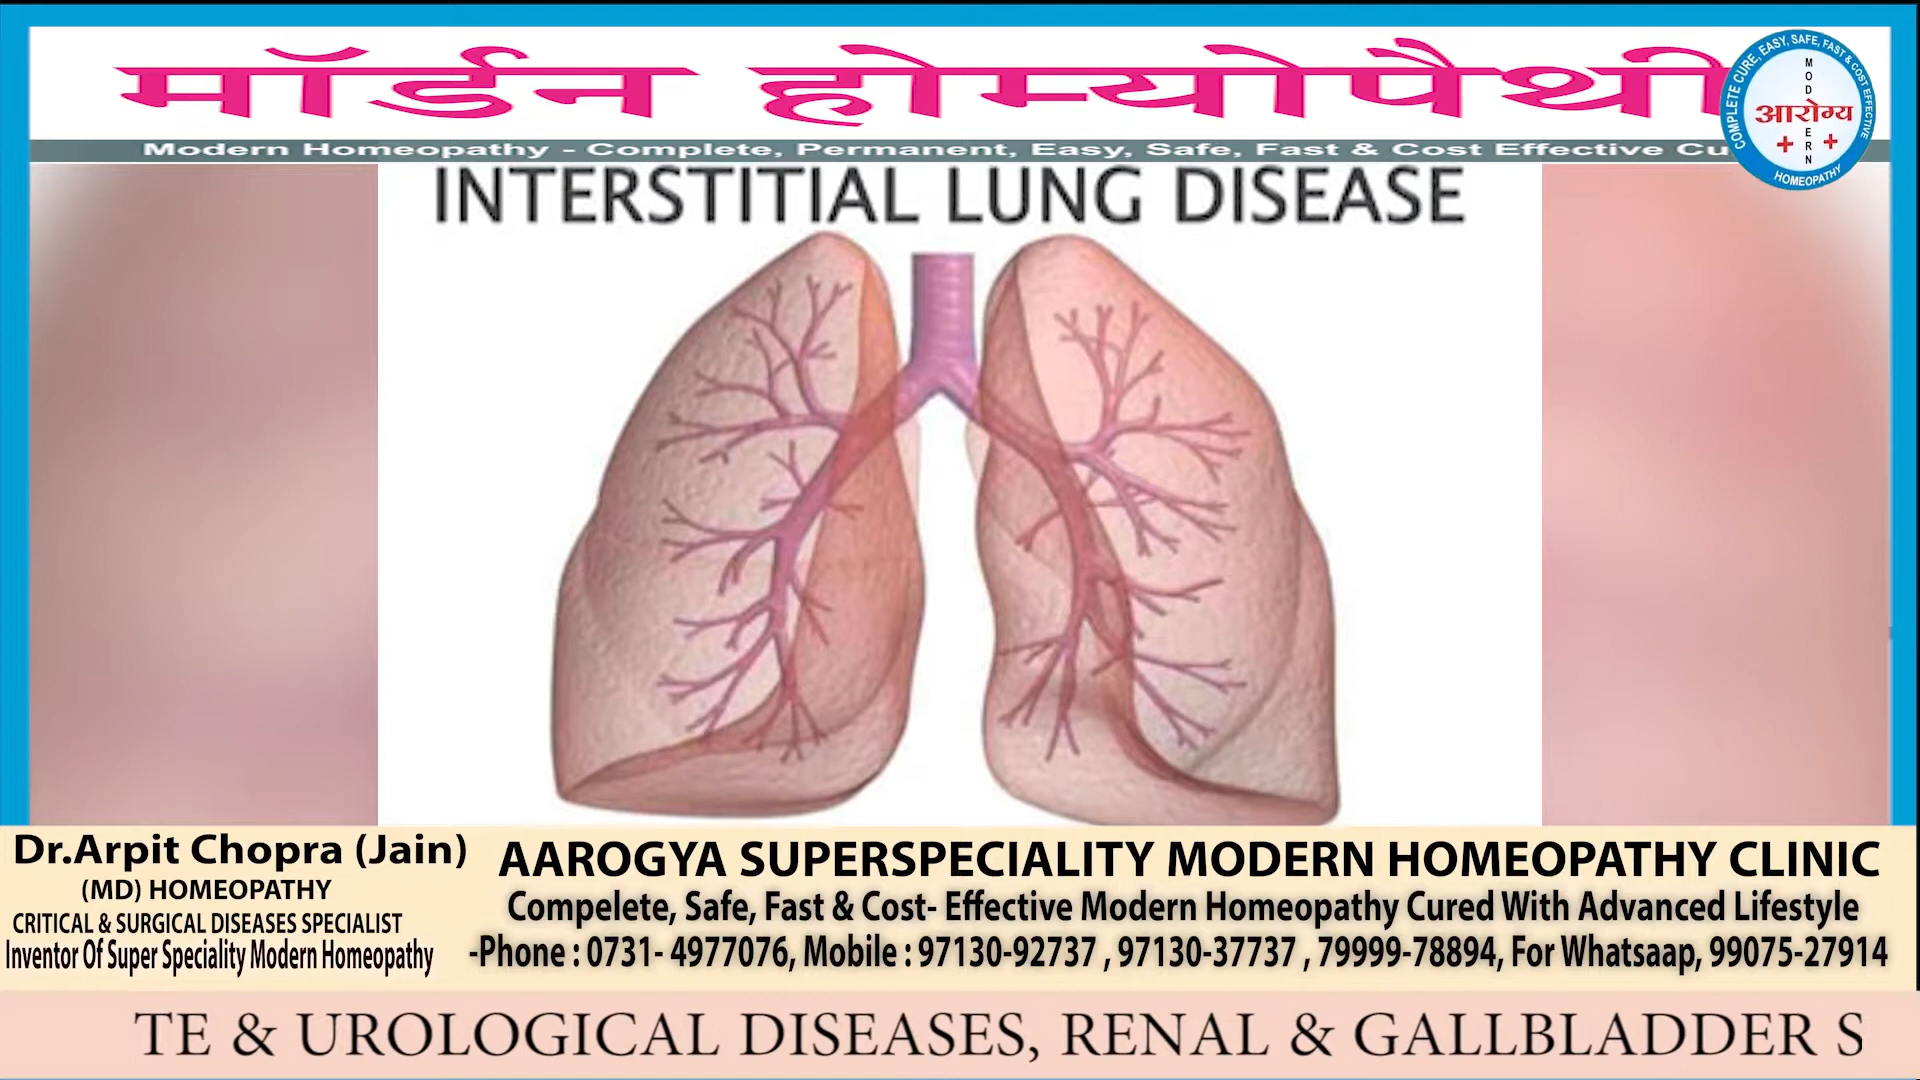 मॉर्डन होम्योपैथी
Modern Homeopathy - Complete, Permanent, Easy, Safe, Fast & Cost Effective Cu
COMPLETE CURE, EASY, SAFE, FAST & COST EFFECTIVE
MODERN
आरोग्य
HOMEOPATHY
INTERSTITIAL LUNG DISEASE
Dr.Arpit Chopra (Jain)
(MD) HOMEOPATHY
CRITICAL & SURGICAL DISEASES SPECIALIST
Inventor Of Super Speciality Modern Homeopathy
AAROGYA SUPERSPECIALITY MODERN HOMEOPATHY CLINIC
Compelete, Safe, Fast & Cost- Effective Modern Homeopathy Cured With Advanced Lifestyle
-Phone : 0731- 4977076, Mobile : 97130-92737 , 97130-37737 , 79999-78894, For Whatsaap, 99075-27914
TE & UROLOGICAL DISEASES, RENAL & GALLBLADDER S